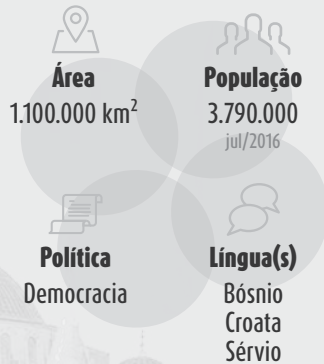 Área
1.100.000 km²
População
3.790.000
jul/2016
Política
Democracia
Língua(s)
Bósnio
Croata
Sérvio